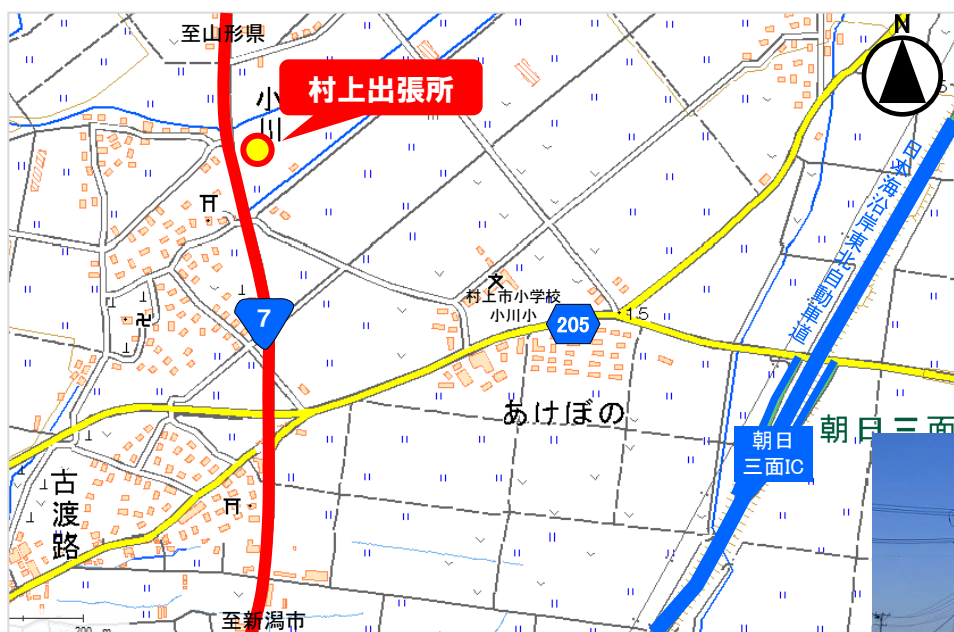 至山形県
N
小川
村上出張所
日本海沿岸東北自動車道
7
村上市小学校
小川小
205
15
あけぼの
朝日
三面IC
朝日三面
古渡路
至新潟市
200 m